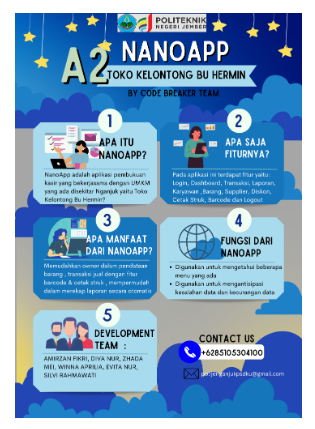 POLITEKNIK
NEGERI JEMBER
A2
NANOAPP
TOKO KELONTONG BU HERMIN
BY CODE BREAKER TEAM
1
APA ITU
NANOAPP?
NanoApp adalah aplikasi pembukuan
kasir yang bekerjasama dengan UMKM
yang ada disekitar Nganjuk yaitu Toko
Kelontong Bu Hermin?
2
APA SAJA
FITURNYA?
Pada aplikasi ini terdapat fitur yaitu:
Login, Dashboard, Transaksi, Laporan,
Karyawan ,Barang, Supplier, Diskon,
Cetak Struk, Barcode dan Logout
3
APA MANFAAT
DARI NANOAPP?
Memudahkan owner dalam pendataan
barang , transaksi jual dengan fitur
barcode & cetak struk , mempermudah
dalam merekap laporan secara otomatis
4
FUNGSI DARI
NANOAPP
• Digunakan untuk mengetahui beberapa
menu yang ada
• Digunakan untuk mengantisipasi
kesalahan data dan kecurangan data
5
DEVELOPMENT
TEAM :
AMIRZAN FIKRI, DIVA NUR, ZHADA
MEI, WINNA APRILIA, EVITA NUR,
SILVI RAHMAWATI
CONTACT US
+6285105304100